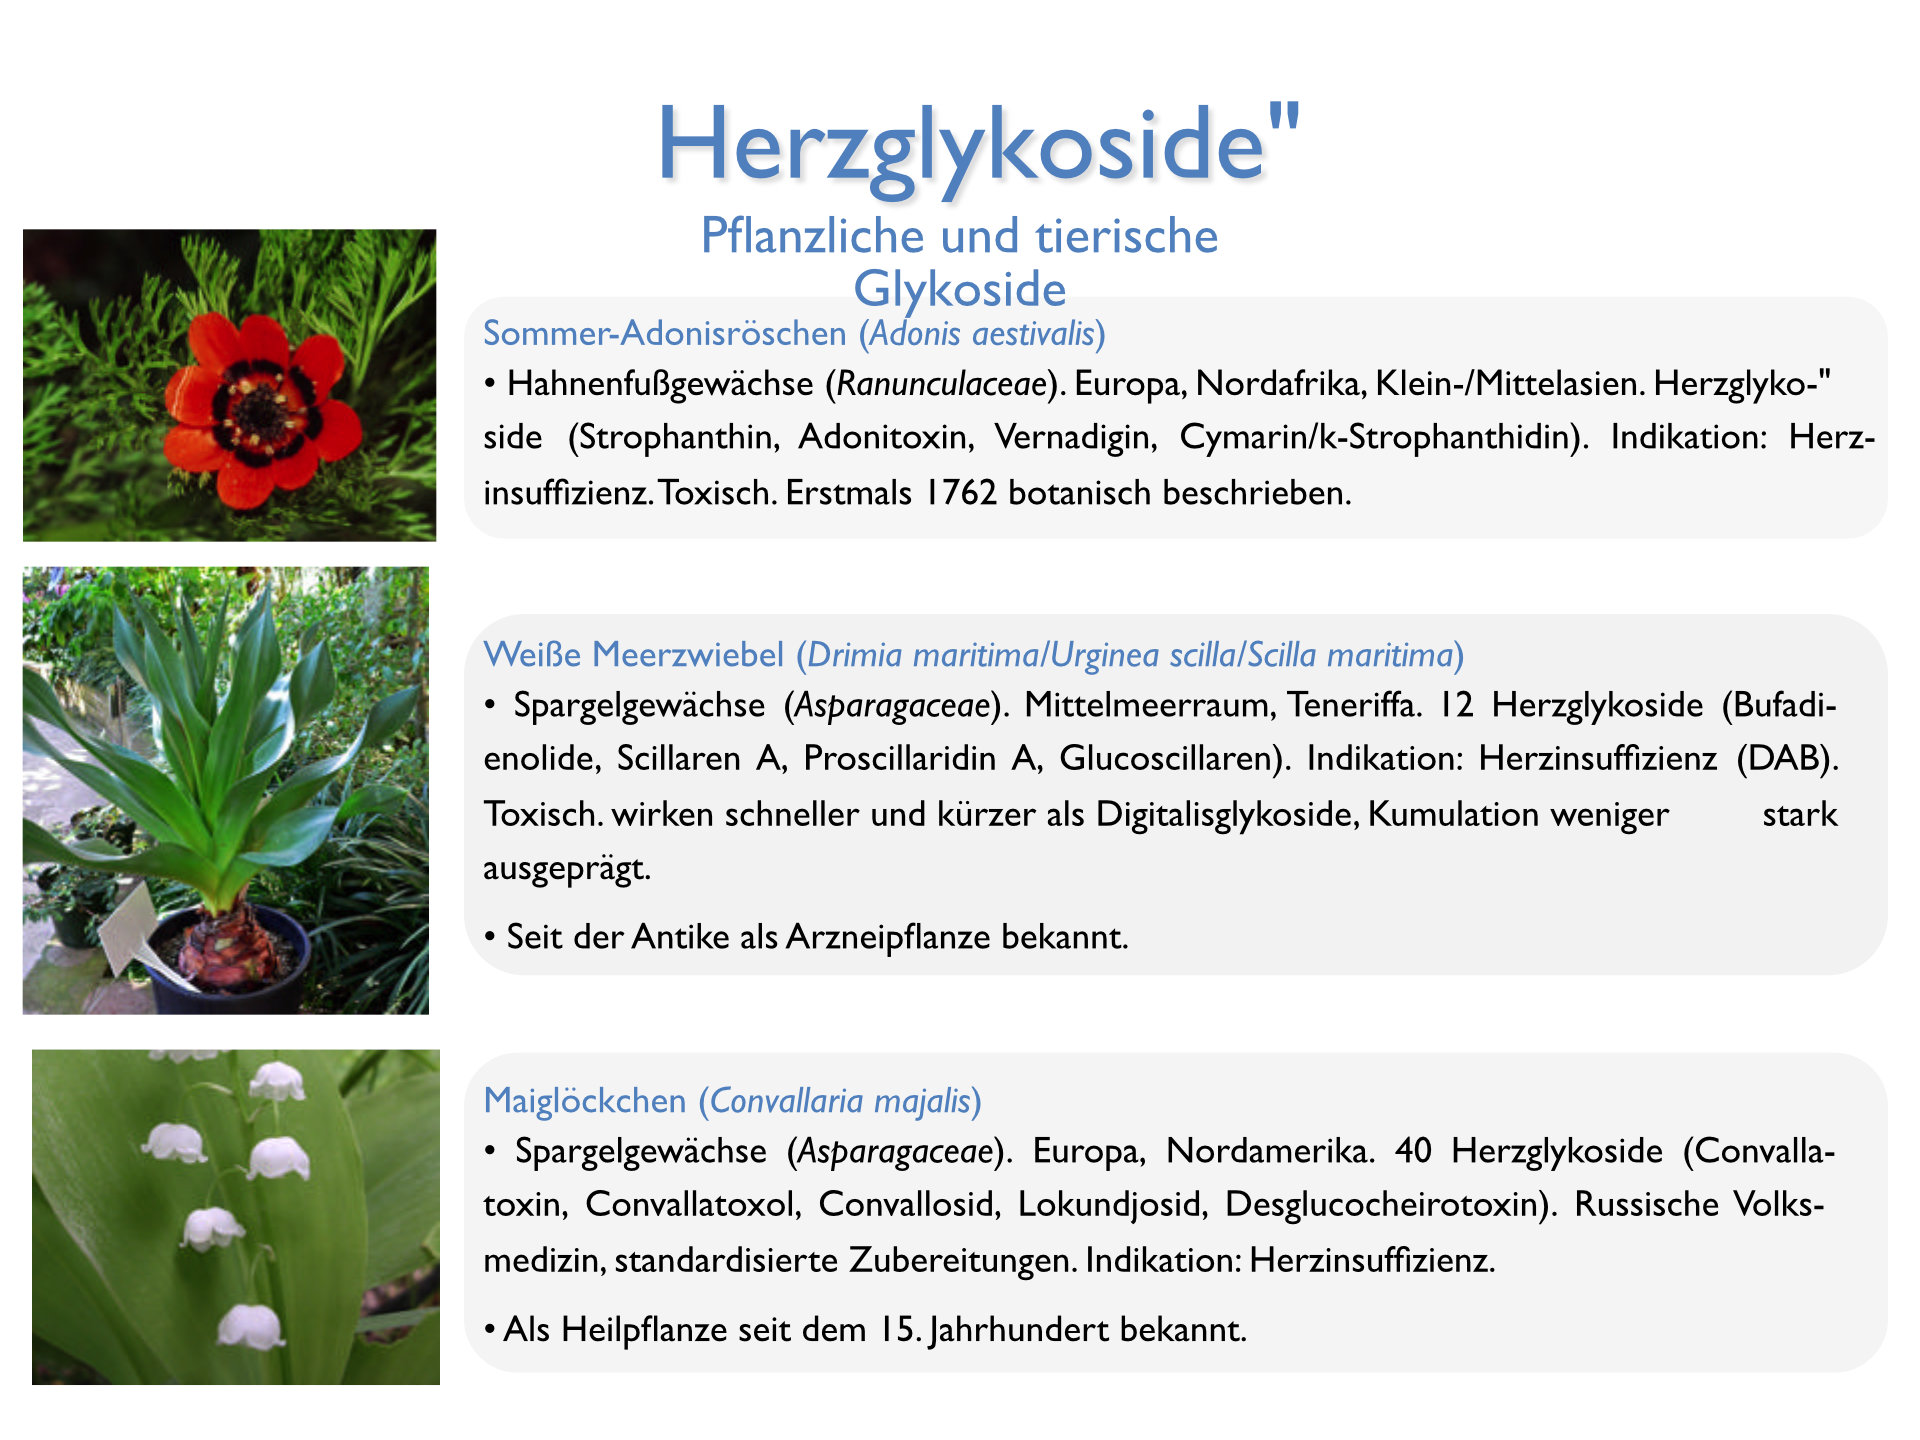 Herzglykoside"
Pflanzliche und tierische
Glykoside
Sommer-Adonisröschen (Adonis aestivalis)
• Hahnenfußgewächse (Ranunculaceae). Europa, Nordafrika, Klein-/Mittelasien. Herzglyko-"
side (Strophanthin, Adonitoxin, Vernadigin, Cymarin/k-Strophanthidin). Indikation: Herz-
insuffizienz. Toxisch. Erstmals 1762 botanisch beschrieben.
Weiße Meerzwiebel (Drimia maritima/Urginea scilla/Scilla maritima)
• Spargelgewächse (Asparagaceae). Mittelmeerraum, Teneriffa. 12 Herzglykoside (Bufadi-
enolide, Scillaren A, Proscillaridin A, Glucoscillaren). Indikation: Herzinsuffizienz (DAB).
Toxisch. wirken schneller und kürzer als Digitalisglykoside, Kumulation weniger stark
ausgeprägt.
• Seit der Antike als Arzneipflanze bekannt.
Maiglöckchen (Convallaria majalis)
• Spargelgewächse (Asparagaceae). Europa, Nordamerika. 40 Herzglykoside (Convalla-
toxin, Convallatoxol, Convallosid, Lokundjosid, Desglucocheirotoxin). Russische Volks-
medizin, standardisierte Zubereitungen. Indikation: Herzinsuffizienz.
• Als Heilpflanze seit dem 15. Jahrhundert bekannt.